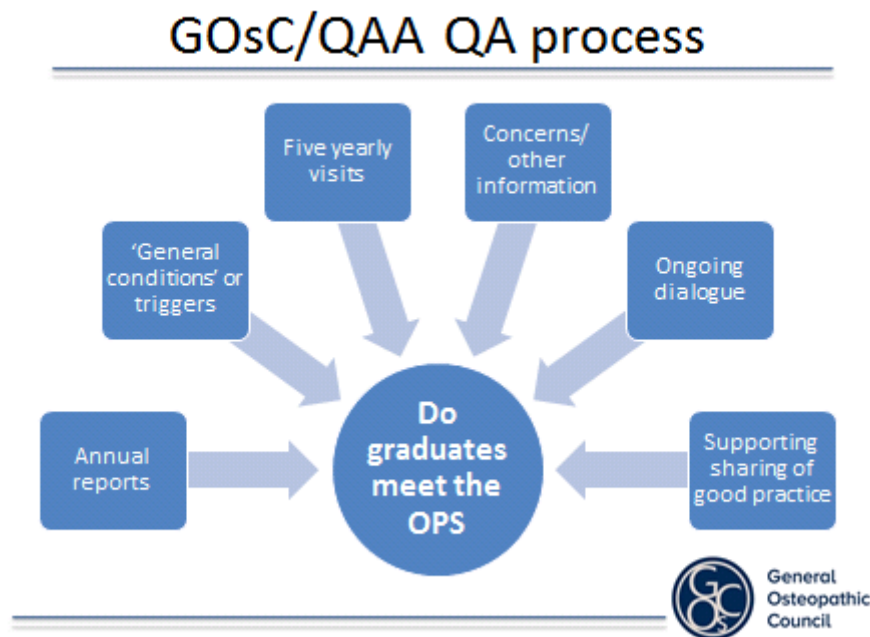 GOsC/QAA QA process
Five yearly
visits
Concerns/
other
information
‘General
conditions’ or
triggers
Ongoing
dialogue
Annual
reports
Do
graduates
meet the
OPS
Supporting
sharing of
good practice
GOsC
General
Osteopathic
Council